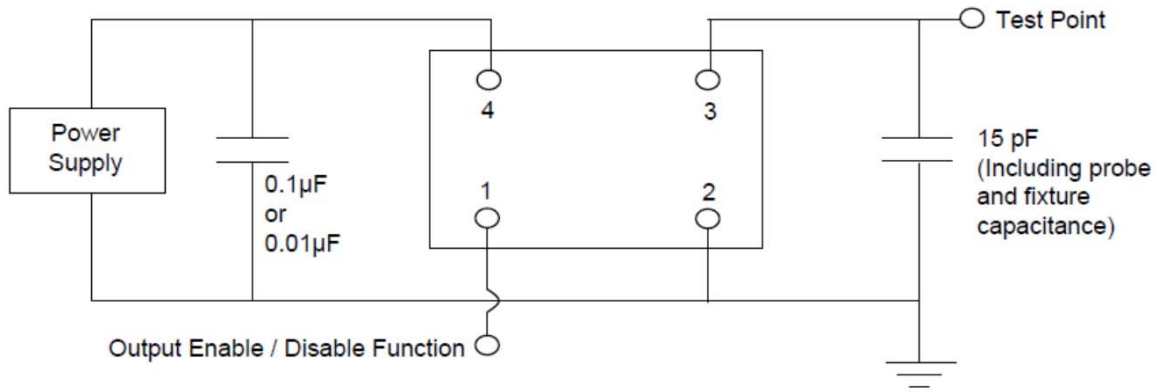 Test Point
4
3
Power
Supply
15 pF
(Including probe
and fixture
capacitance)
0.1µF
or
0.01µF
1
2
Output Enable / Disable Function